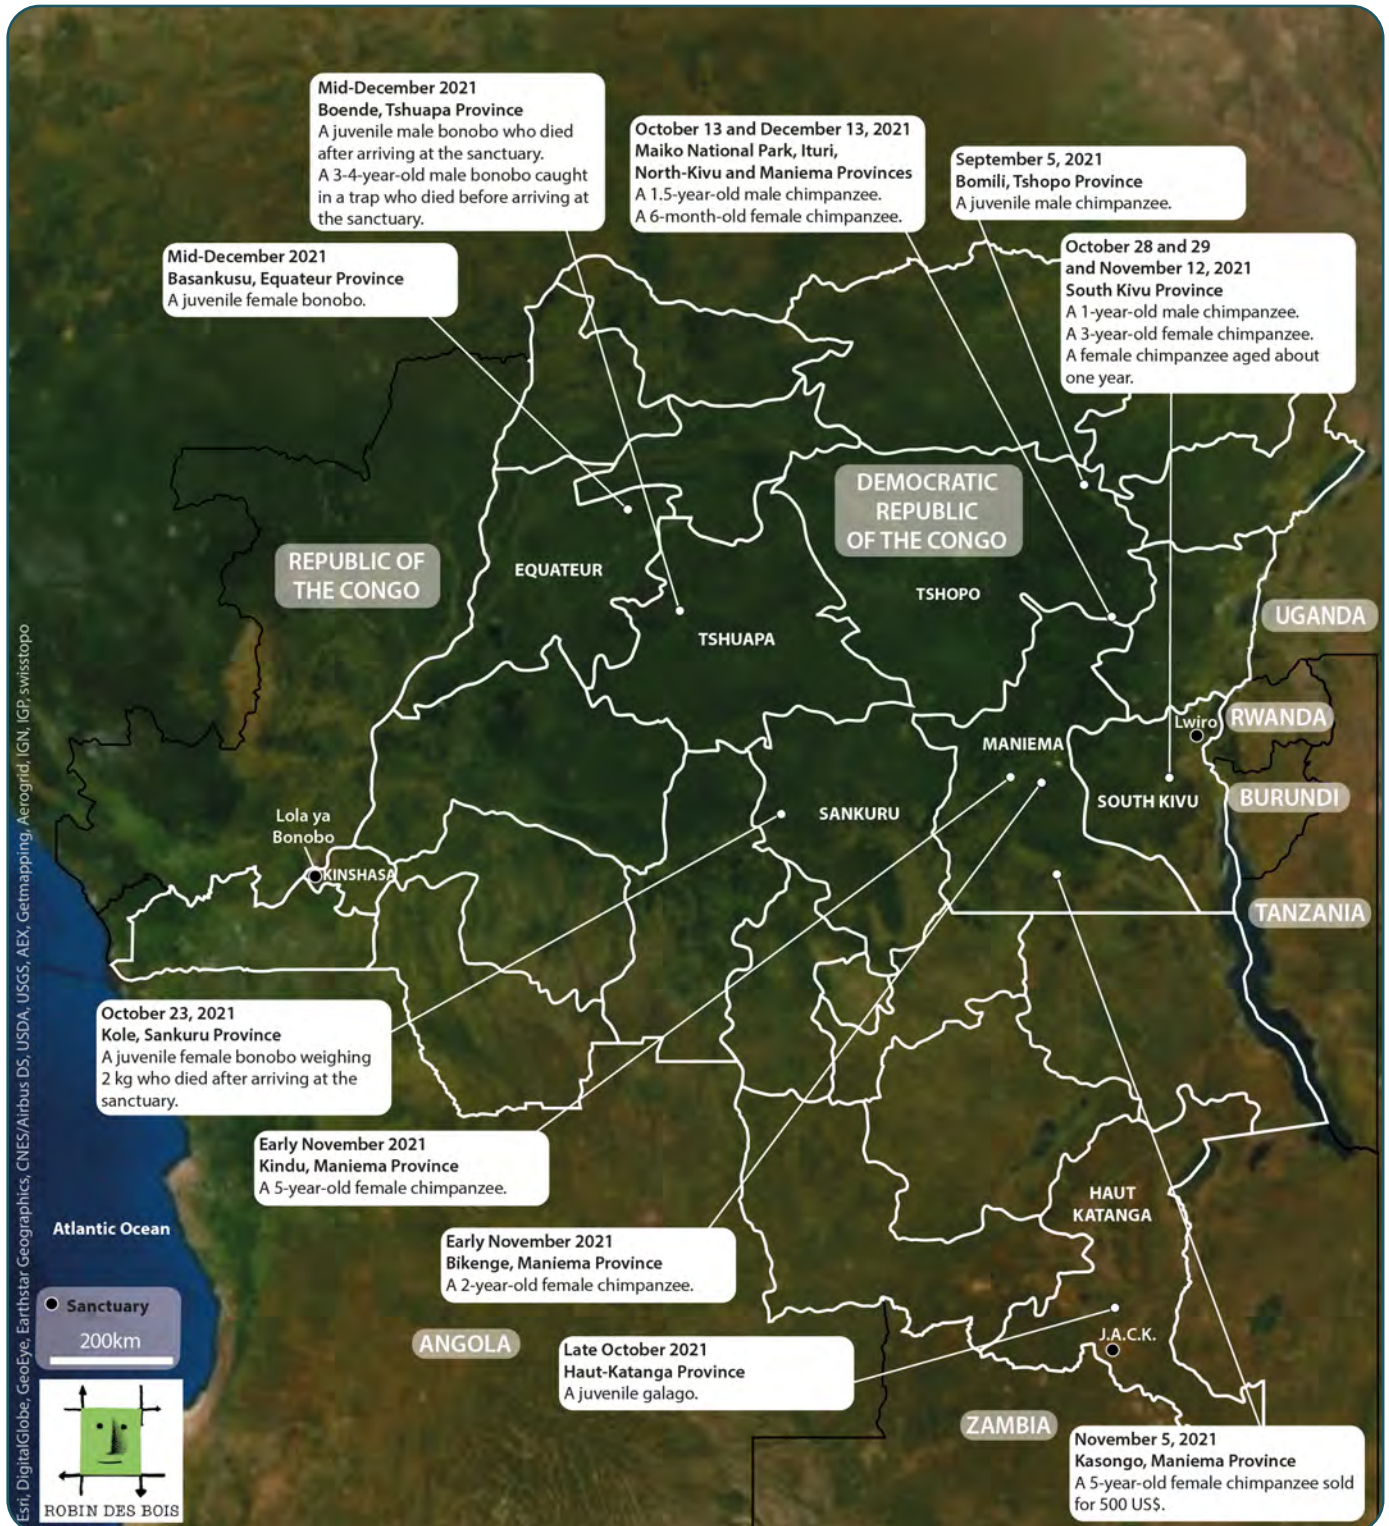 Mid-December 2021
Boende, Tshuapa Province
A juvenile male bonobo who died
after arriving at the sanctuary.
A 3-4-year-old male bonobo caught
in a trap who died before arriving at
the sanctuary.
October 13 and December 13, 2021
Maiko National Park, Ituri,
North-Kivu and Maniema Provinces
A 1.5-year-old male chimpanzee.
A 6-month-old female chimpanzee.
September 5, 2021
Bomili, Tshopo Province
A juvenile male chimpanzee.
Mid-December 2021
Basankusu, Equateur Province
A juvenile female bonobo.
October 28 and 29
and November 12, 2021
South Kivu Province
A 1-year-old male chimpanzee.
A 3-year-old female chimpanzee.
A female chimpanzee aged about
one year.
DEMOCRATIC
REPUBLIC
OF THE CONGO
REPUBLIC OF
THE CONGO
EQUATEUR
TSHOPO
UGANDA
TSHUAPA
Lwiro
RWANDA
MANIEMA
SOUTH KIVU
BURUNDI
SANKURU
Lola ya
Bonobo
KINSHASA
TANZANIA
October 23, 2021
Kole, Sankuru Province
A juvenile female bonobo weighing
2 kg who died after arriving at the
sanctuary.
Early November 2021
Kindu, Maniema Province
A 5-year-old female chimpanzee.
HAUT
KATANGA
Atlantic Ocean
Early November 2021
Bikenge, Maniema Province
A 2-year-old female chimpanzee.
Sanctuary
200km
ANGOLA
J.A.C.K.
Late October 2021
Haut-Katanga Province
A juvenile galago.
ZAMBIA
November 5, 2021
Kasongo, Maniema Province
A 5-year-old female chimpanzee sold
for 500 US$.
ROBIN DES BOIS
Esri, DigitalGlobe, GeoEye, Earthstar Geographics, CNES/Airbus DS, USDA, USGS, AEX, Getmapping, Aerogrid, IGN, IGP, swisstopo